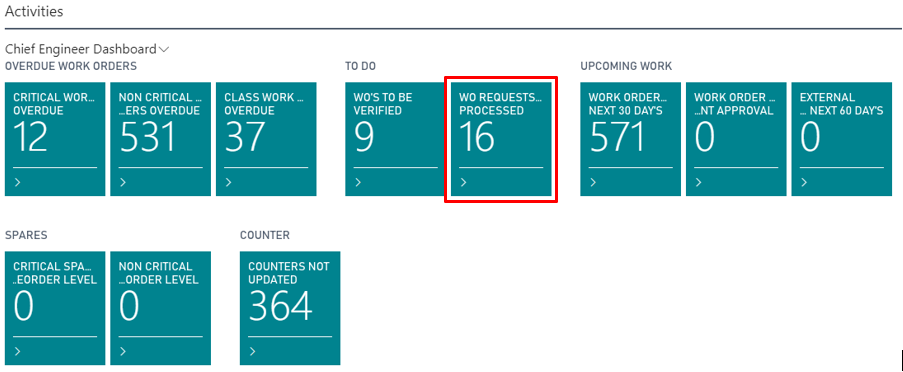 Activities
Chief Engineer Dashboard
OVERDUE WORK ORDERS
TO DO
UPCOMING WORK
CRITICAL WOR...
OVERDUE
12
NON CRITICAL ...
...ERS OVERDUE
531
CLASS WORK ...
OVERDUE
37
WO'S TO BE
VERIFIED
9
WO REQUESTS...
PROCESSED
16
WORK ORDER...
NEXT 30 DAY'S
571
WORK ORDER ...
...NT APPROVAL
0
EXTERNAL
... NEXT 60 DAY'S
0
SPARES
COUNTER
CRITICAL SPA...
...EORDER LEVEL
0
NON CRITICAL
...ORDER LEVEL
0
COUNTERS NOT
UPDATED
364